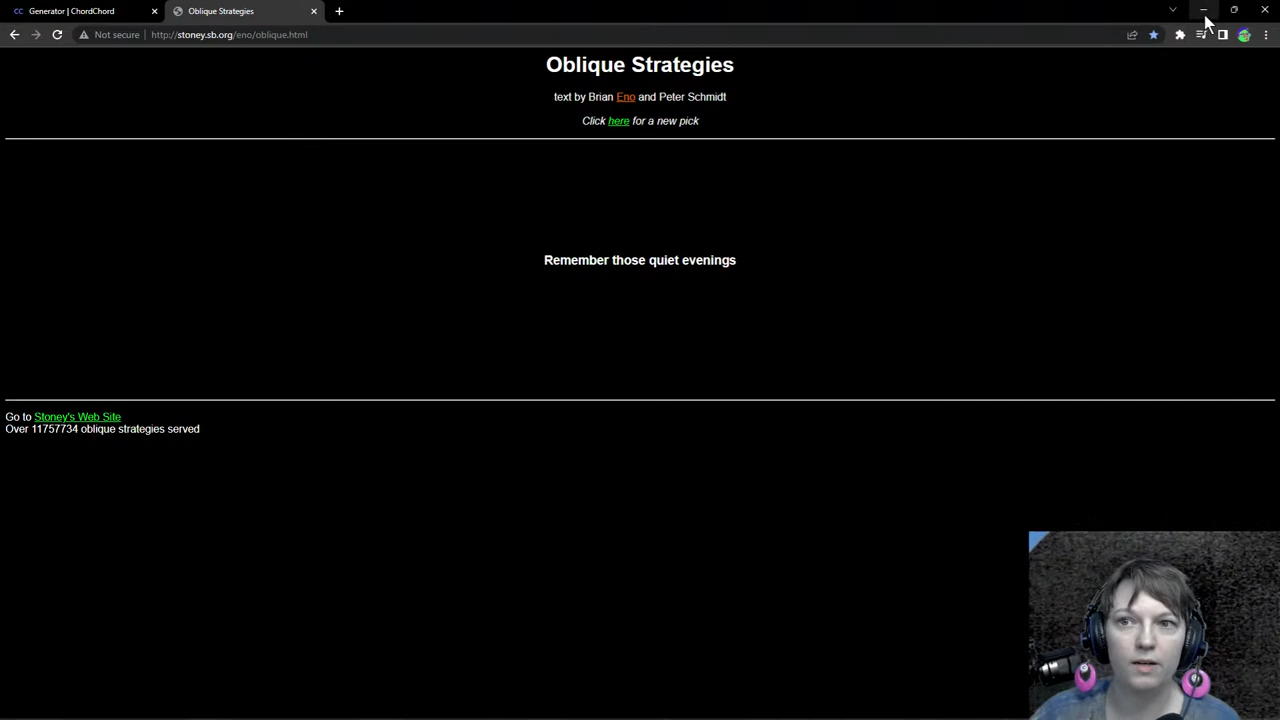 CC Generator | ChordChord
Oblique Strategies
Not secure | http://stoney.sb.org/eno/oblique.html
Oblique Strategies
text by Brian Eno and Peter Schmidt
Click here for a new pick
Remember those quiet evenings
Go to Stoney's Web Site
Over 11757734 oblique strategies served